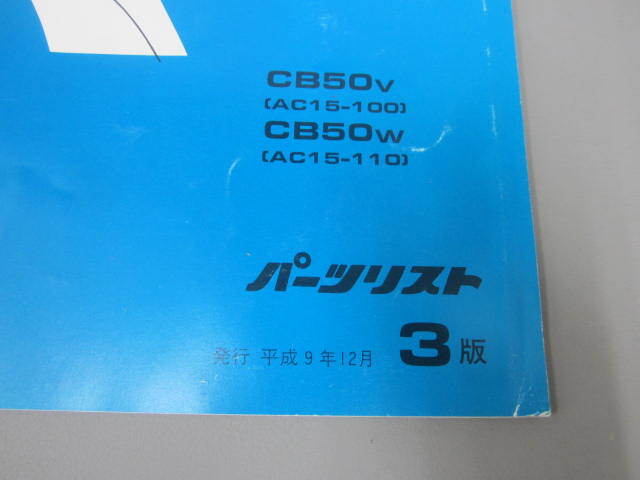 CB50V
(AC15-100)
CB50W
(AC15-110)
パーツリスト
発行 平成9年12月 3版